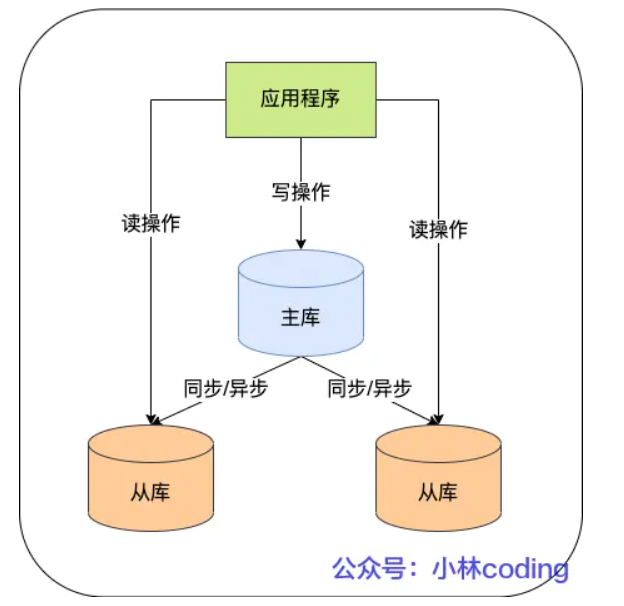 应用程序
写操作
读操作
读操作
主库
同步/异步
同步/异步
从库
从库
公众号：小林coding